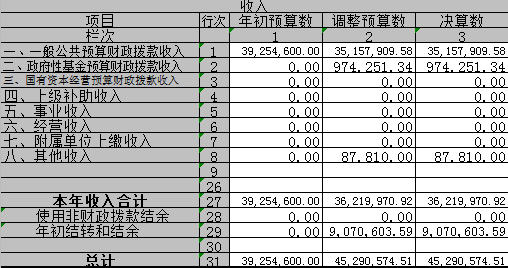 收入
项目 行次 年初预算数 调整预算数 决算数
栏次 1 2 3
一、一般公共预算财政拨款收入 1 39,254,600.00 35,157,909.58 35,157,909.58
二、政府性基金预算财政拨款收入 2 0.00 974,251.34 974,251.34
三、国有资本经营预算财政拨款收入 3 0.00 0.00 0.00
四、上级补助收入 4 0.00 0.00 0.00
五、事业收入 5 0.00 0.00 0.00
六、经营收入 6 0.00 0.00 0.00
七、附属单位上缴收入 7 0.00 0.00 0.00
八、其他收入 8 0.00 87,810.00 87,810.00
9
26
本年收入合计 27 39,254,600.00 36,219,970.92 36,219,970.92
使用非财政拨款结余 28 0.00 0.00 0.00
年初结转和结余 29 0.00 9,070,603.59 9,070,603.59
30
总计 31 39,254,600.00 45,290,574.51 45,290,574.51